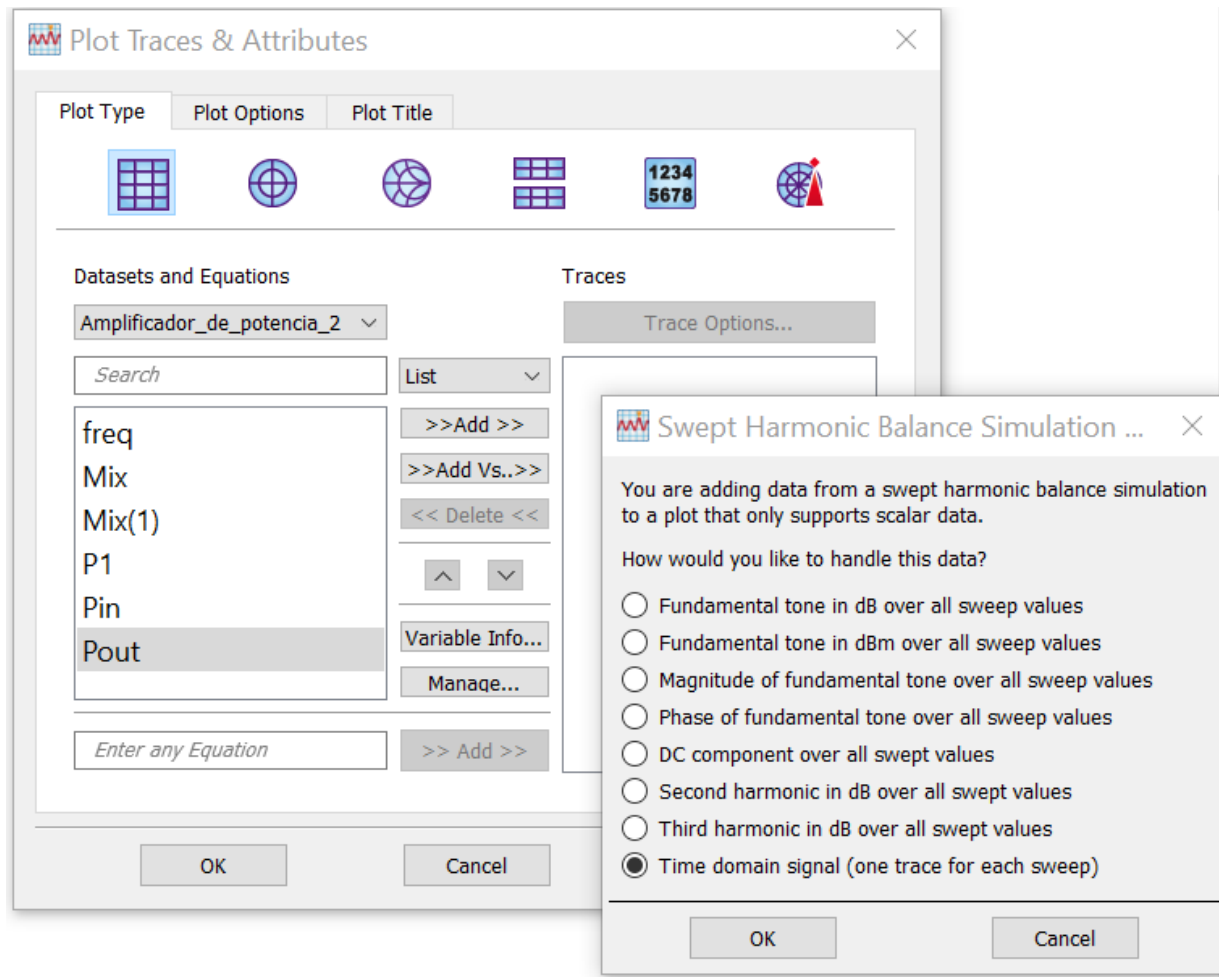 Plot Traces & Attributes
Plot Type
Plot Options
Plot Title
1234
5678
Datasets and Equations
Traces
Amplificador_de_potencia_2
Trace Options...
Search
List
freq
Mix
Mix(1)
P1
Pin
Pout
>>Add >>
>>Add Vs..>>
<< Delete <<
Variable Info...
Manage...
Enter any Equation
>> Add >>
OK
Cancel
Swept Harmonic Balance Simulation ...
You are adding data from a swept harmonic balance simulation
to a plot that only supports scalar data.
How would you like to handle this data?
Fundamental tone in dB over all sweep values
Fundamental tone in dBm over all sweep values
Magnitude of fundamental tone over all sweep values
Phase of fundamental tone over all swept values
DC component over all swept values
Second harmonic in dB over all swept values
Third harmonic in dB over all swept values
Time domain signal (one trace for each sweep)
OK
Cancel